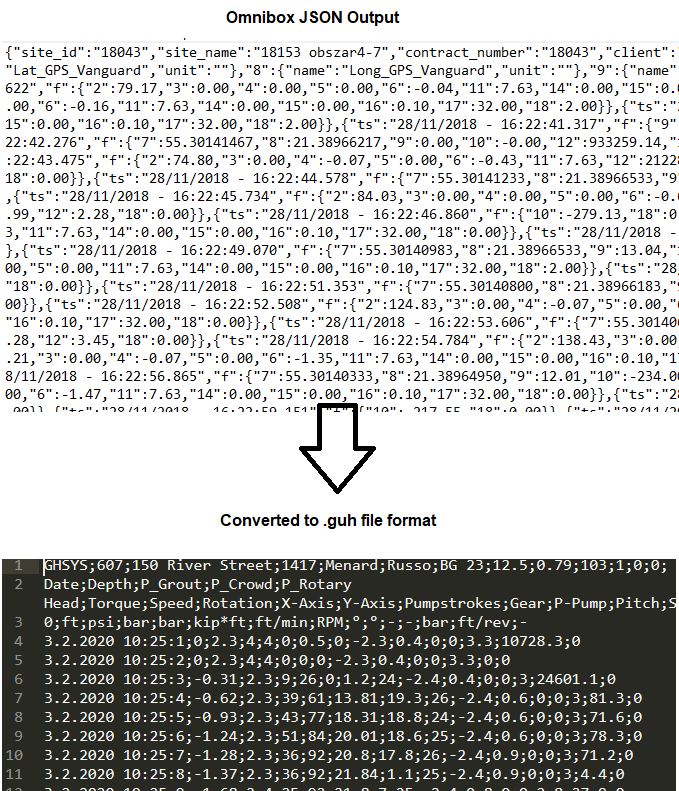 Omnibox JSON Output
{"site_id":"18043","site_name":"18153 obszar4-7","contract_number":"18043","client":
"Lat_GPS_Vanguard","unit":""},"8":{"name":"Long_GPS_Vanguard","unit":""},"9":{"name"
622","f":{"2":79.17,"3":0.00,"4":0.00,"5":0.00,"6":-0.04,"11":7.63,"14":0.00,"15":0.0
.00,"6":-0.16,"11":7.63,"14":0.00,"15":0.00,"16":0.10,"17":32.00,"18":2.00}},{"ts":"
15":0.00,"16":0.10,"17":32.00,"18":2.00}},{"ts":"28/11/2018 - 16:22:41.317","f":{"9"
22:42.276","f":{"7":55.30141467,"8":21.38966217,"9":0.00,"10":-0.00,"12":933259.14,"1
:22:43.475","f":{"2":74.80,"3":0.00,"4":-0.07,"5":0.00,"6":-0.43,"11":7.63,"12":2122
18":0.00}},{"ts":"28/11/2018 - 16:22:44.578","f":{"7":55.30141233,"8":21.38966533,"9
,{"ts":"28/11/2018 - 16:22:45.734","f":{"2":84.03,"3":0.00,"4":0.00,"5":0.00,"6":-0.
.99,"12":2.28,"18":0.00}},{"ts":"28/11/2018 - 16:22:46.860","f":{"10":-279.13,"18":0
3,"11":7.63,"14":0.00,"15":0.00,"16":0.10,"17":32.00,"18":0.00}},{"ts":"28/11/2018 -
},{"ts":"28/11/2018 - 16:22:49.070","f":{"7":55.30140983,"8":21.38966533,"9":13.04,"
00,"5":0.00,"11":7.63,"14":0.00,"15":0.00,"16":0.10,"17":32.00,"18":2.00}},{"ts":"28/
"18":0.00}},{"ts":"28/11/2018 - 16:22:51.353","f":{"7":55.30140800,"8":21.38966183,"9
00}},{"ts":"28/11/2018 - 16:22:52.508","f":{"2":124.83,"3":0.00,"4":-0.07,"5":0.00,"
"16":0.10,"17":32.00,"18":0.00}},{"ts":"28/11/2018 - 16:22:53.606","f":{"7":55.30140
.28,"12":3.45,"18":0.00}},{"ts":"28/11/2018 - 16:22:54.784","f":{"2":138.43,"3":0.00
.21,"3":0.00,"4":-0.07,"5":0.00,"6":-1.35,"11":7.63,"14":0.00,"15":0.00,"16":0.10,"17
8/11/2018 - 16:22:56.865","f":{"7":55.30140333,"8":21.38964950,"9":12.01,"10":-234.00
00,"6":-1.47,"11":7.63,"14":0.00,"15":0.00,"16":0.10,"17":32.00,"18":0.00}},{"ts":"2
Converted to .guh file format
1 GHSYS;607;150 River Street;1417;Menard;Russo;BG 23;12.5;0.79;103;1;0;0;
2 Date;Depth;P_Grout;P_Crowd;P_Rotary
Head;Torque;Speed;Rotation;X-Axis;Y-Axis;Pumpstrokes;Gear;P-Pump;Pitch;S
3 0;ft;psi;bar;bar;kip*ft;ft/min;RPM;°;°;-;-;bar;ft/rev;-
4 3.2.2020 10:25:1;0;2.3;4;4;0;0.5;0;-2.3;0.4;0;0;3.3;10728.3;0
5 3.2.2020 10:25:2;0;2.3;4;4;0;0;0;-2.3;0.4;0;0;3.3;0;0
6 3.2.2020 10:25:3;-0.31;2.3;9;26;0;1.2;24;-2.4;0.4;0;0;3;24601.1;0
7 3.2.2020 10:25:4;-0.62;2.3;39;61;13.81;19.3;26;-2.4;0.6;0;0;3;81.3;0
8 3.2.2020 10:25:5;-0.93;2.3;43;77;18.31;18.8;24;-2.4;0.6;0;0;3;71.6;0
9 3.2.2020 10:25:6;-1.24;2.3;51;84;20.01;18.6;25;-2.4;0.6;0;0;3;78.3;0
10 3.2.2020 10:25:7;-1.28;2.3;36;92;20.8;17.8;26;-2.4;0.9;0;0;3;71.2;0
11 3.2.2020 10:25:8;-1.37;2.3;36;92;21.84;1.1;25;-2.4;0.9;0;0;3;4.4;0